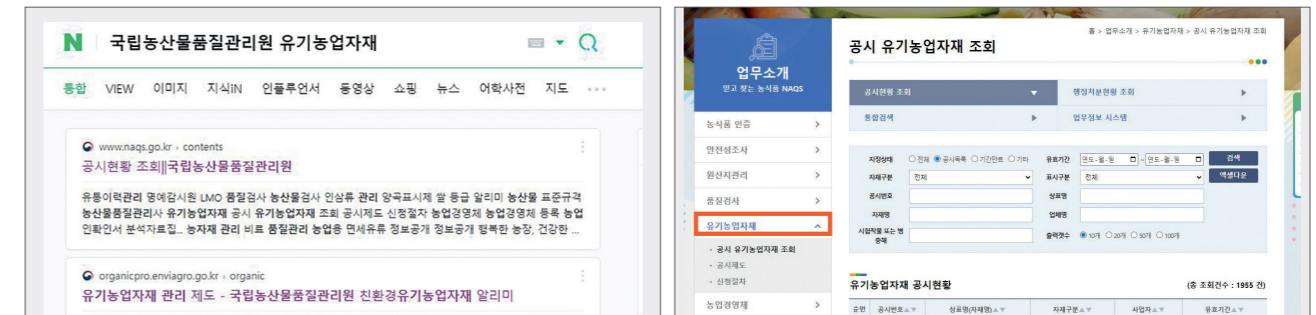 N 국립농산물품질관리원 유기농업자재
통합 VIEW 이미지 지식iN 인플루언서 동영상 쇼핑 뉴스 어학사전 지도
www.naqs.go.kr › contents
공시현황 조회||국립농산물품질관리원
유통이력관리 명예감시원 LMO 품질검사 농산물검사 인삼류 관리 양곡표시제 쌀 등급 알리미 농산물 표준규격
농산물품질관리사 유기농업자재 공시 유기농업자재 조회 공시제도 신청절차 농업경영체 농업경영체 등록 농업
인확인서 분석자료집.. 농자재 관리 비료 품질관리 농업용 면세유류 정보공개 정보공개 행복한 농장, 건강한 ...
organicpro.enviagro.go.kr › organic
유기농업자재 관리 제도 - 국립농산물품질관리원 친환경유기농업자재 알리미
업무소개
믿고 찾는 농식품 NAQS
농식품 인증
안전성조사
원산지관리
품질검사
유기농업자재
- 공시 유기농업자재 조회
- 공시제도
- 신청절차
농업경영체
홈 > 업무소개 > 유기농업자재 > 공시 유기농업자재 조회
공시 유기농업자재 조회
공시현황 조회 행정처분현황 조회
통합검색 업무정보 시스템
지정상태 전체 공시목록 기간만료 기타 유효기간 연도-월-일 ~ 연도-월-일 검색
자재구분 전체 표시구분 전체 엑셀다운
공시번호 상표명
자재명 업체명
시험작물 또는 병 충해 출력갯수 10개 20개 50개 100개
유기농업자재 공시현황 (총 조회건수 : 1955 건)
순번 공시번호▲▼ 상표명(자재명)▲▼ 자재구분▲▼ 사업자▲▼ 유효기간▲▼